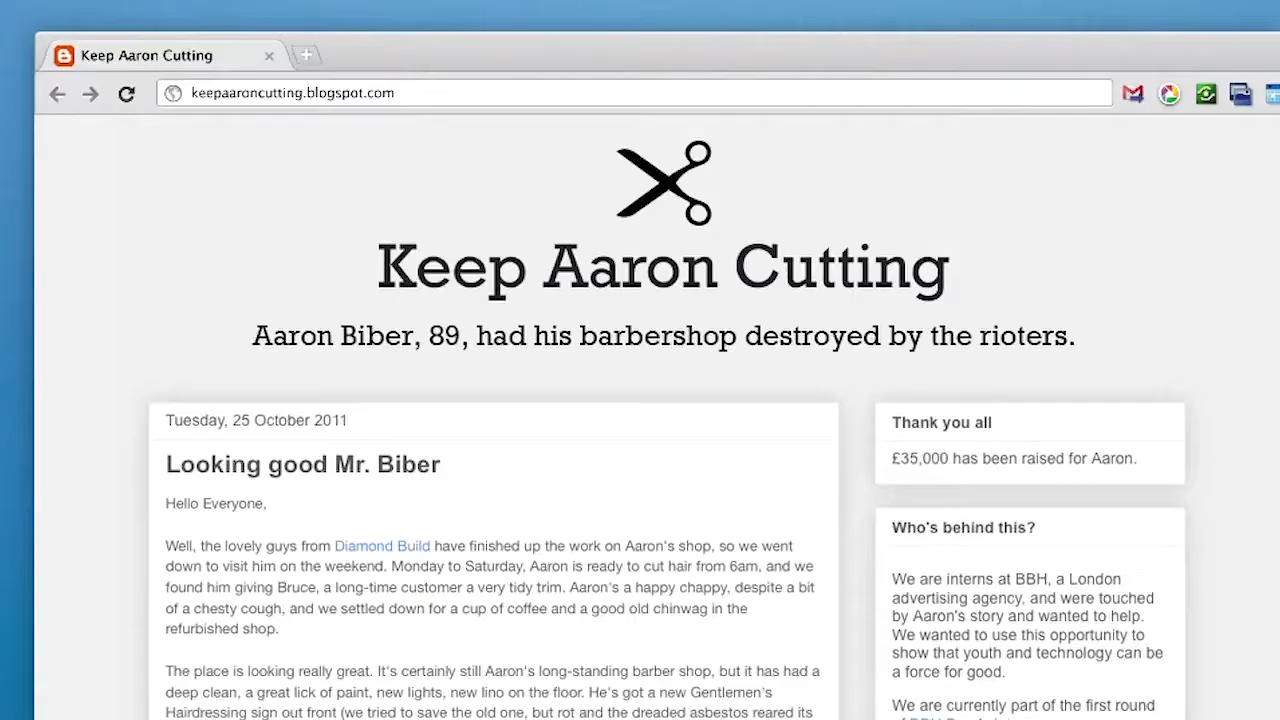 Keep Aaron Cutting
keepaaroncutting.blogspot.com
Keep Aaron Cutting
Aaron Biber, 89, had his barbershop destroyed by the rioters.
Tuesday, 25 October 2011
Looking good Mr. Biber
Hello Everyone,
Well, the lovely guys from Diamond Build have finished up the work on Aaron's shop, so we went
down to visit him on the weekend. Monday to Saturday, Aaron is ready to cut hair from 6am, and we
found him giving Bruce, a long-time customer a very tidy trim. Aaron's a happy chappy, despite a bit
of a chesty cough, and we settled down for a cup of coffee and a good old chinwag in the
refurbished shop.
The place is looking really great. It's certainly still Aaron's long-standing barber shop, but it has had a
deep clean, a great lick of paint, new lights, new lino on the floor. He's got a new Gentlemen's
Hairdressing sign out front (we tried to save the old one, but rot and the dreaded asbestos reared its
Thank you all
£35,000 has been raised for Aaron.
Who's behind this?
We are interns at BBH, a London
advertising agency, and were touched
by Aaron's story and wanted to help.
We wanted to use this opportunity to
show that youth and technology can be
a force for good.
We are currently part of the first round